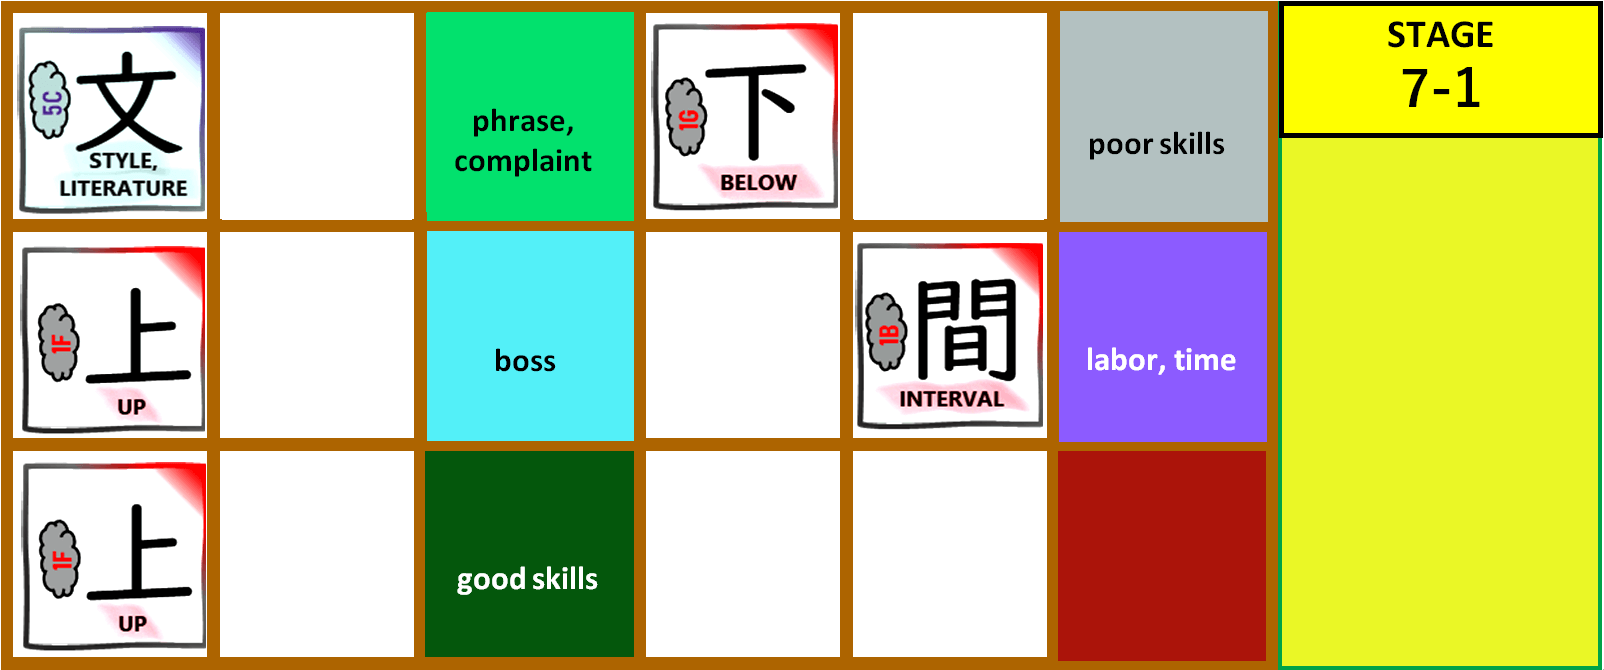 5C
文
STYLE,
LITERATURE
phrase,
complaint
1G
下
BELOW
poor skills
STAGE
7-1
1F
上
UP
boss
1B
間
INTERVAL
labor, time
1F
上
UP
good skills